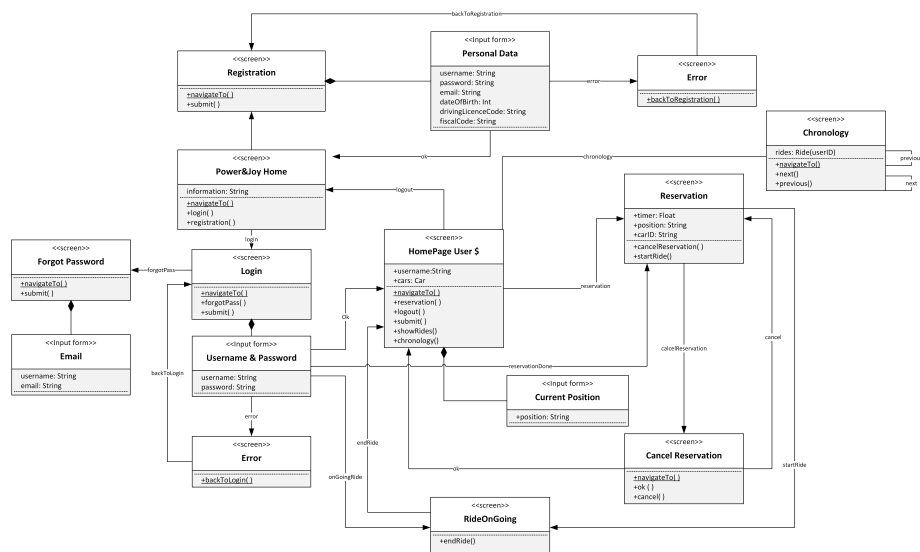 backToRegistration
<<screen>>
Registration
+navigateTo( )
+submit( )
<<Input form>>
Personal Data
username: String
password: String
email: String
dateOfBirth: Int
drivingLicenceCode: String
fiscalCode: String
error
<<screen>>
Error
+backToRegistration( )
ok
<<screen>>
Chronology
rides: Ride(userID)
+navigateTo()
+next()
+previous()
previous
next
chronology
<<screen>>
Power&Joy Home
information: String
+navigateTo( )
+login( )
+registration( )
logout
login
<<screen>>
Reservation
+timer: Float
+position: String
+carID: String
+cancelReservation( )
+startRide()
<<screen>>
Forgot Password
+navigateTo( )
+submit( )
forgotPass
<<screen>>
Login
+navigateTo( )
+forgotPass( )
+submit( )
<<screen>>
HomePage User $
+username:String
+cars: Car
+navigateTo( )
+reservation( )
+logout( )
+submit( )
+showRides()
+chronology()
reservation
Ok
cancel
calcelReservation
<<Input form>>
Email
username: String
email: String
backToLogin
<<Input form>>
Username & Password
username: String
password: String
reservationDone
<<Input form>>
Current Position
+position: String
error
endRide
<<screen>>
Error
+backToLogin( )
onGoingRide
ok
<<screen>>
Cancel Reservation
+navigateTo( )
+ok ( )
+cancel( )
startRide
<<screen>>
RideOnGoing
+endRide()